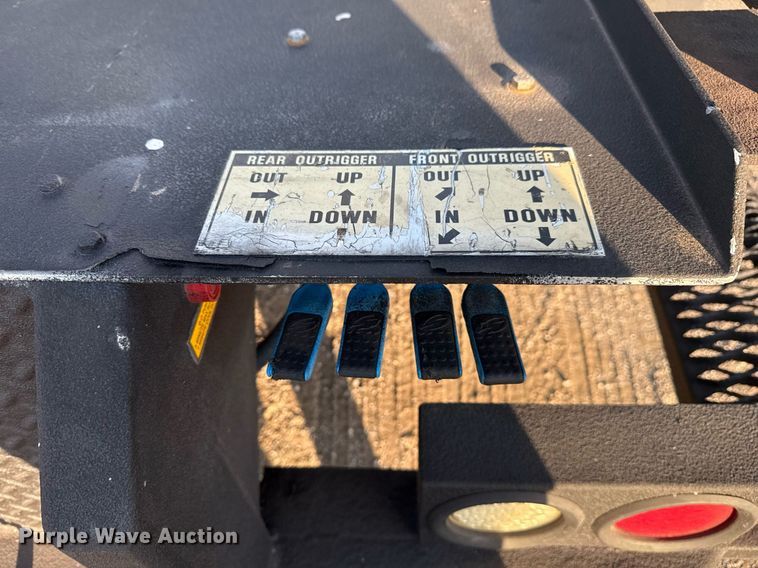 REAR OUTRIGGER FRONT OUTRIGGER
OUT UP OUT UP
IN DOWN IN DOWN
Purple Wave Auction